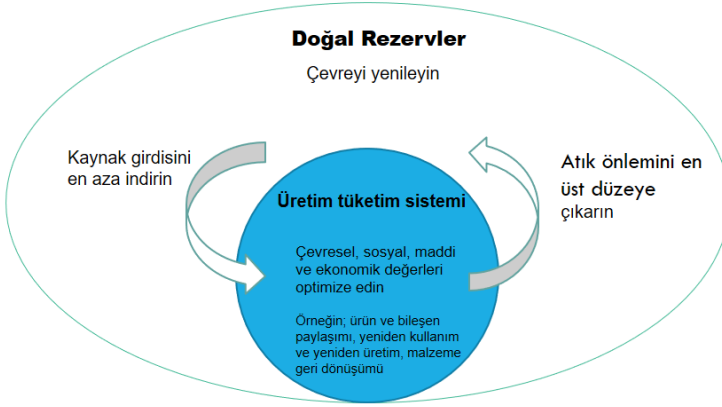 Doğal Rezervler
Çevreyi yenileyin
Kaynak girdisini
en aza indirin
Atık önlemini en
üst düzeye
çıkarın
Üretim tüketim sistemi
Çevresel, sosyal, maddi
ve ekonomik değerleri
optimize edin
Örneğin; ürün ve bileşen
paylaşımı, yeniden kullanım
ve yeniden üretim, malzeme
geri dönüşümü